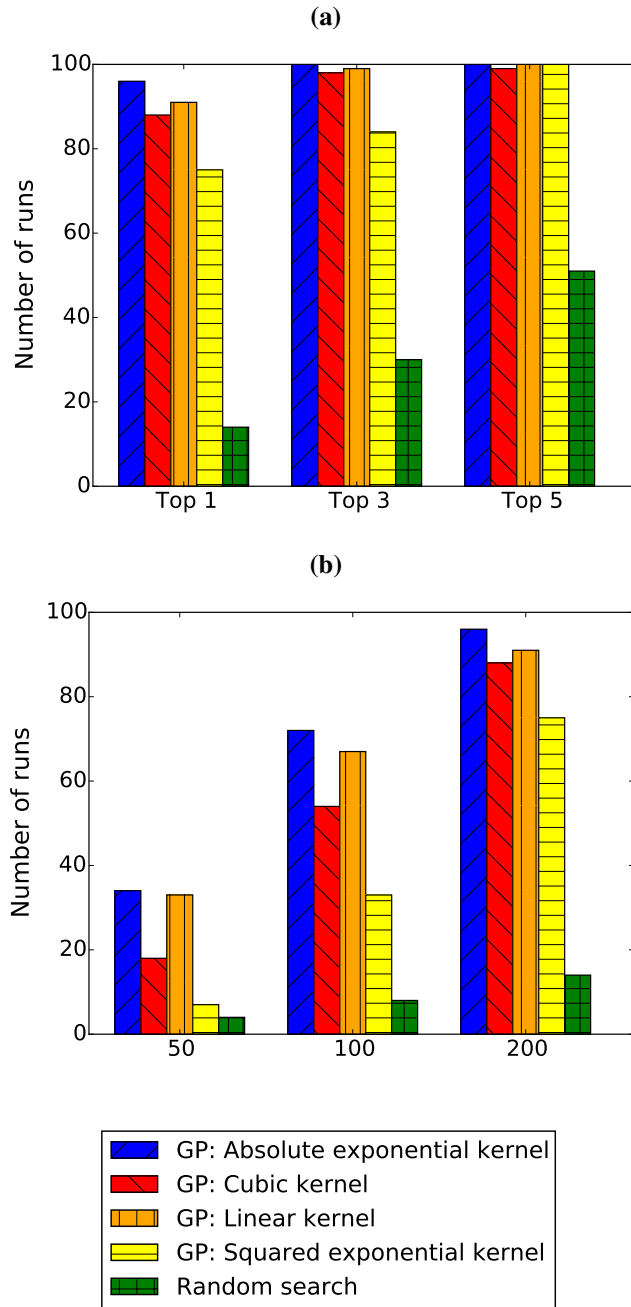 (a)
100
80
60
40
20
0
Number of runs
Top 1 Top 3 Top 5
(b)
100
80
60
40
20
0
Number of runs
50 100 200
GP: Absolute exponential kernel
GP: Cubic kernel
GP: Linear kernel
GP: Squared exponential kernel
Random search